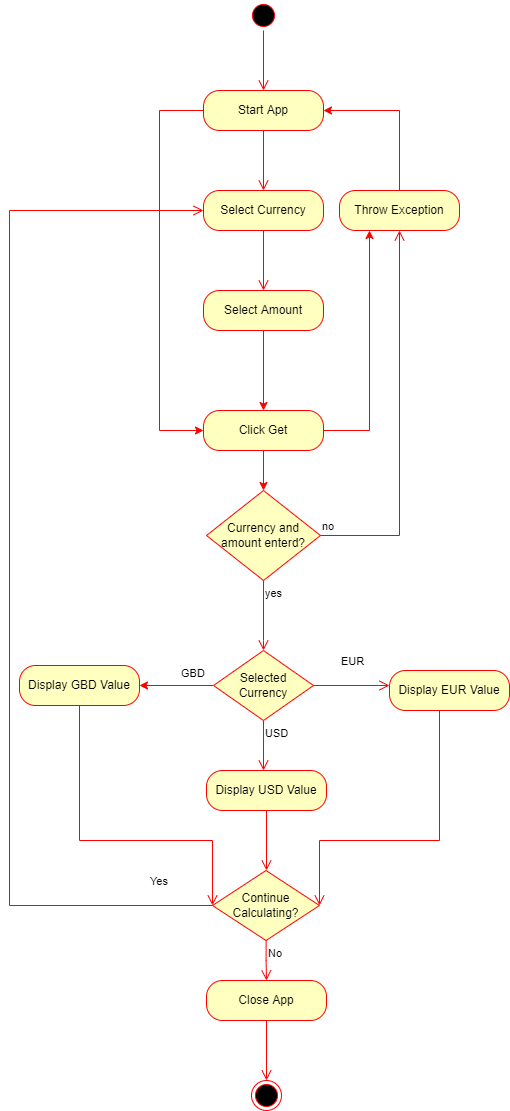 Start App
Select Currency
Throw Exception
Select Amount
Click Get
Currency and
amount enterd?
no
yes
GBD
Selected
Currency
EUR
Display GBD Value
Display EUR Value
USD
Display USD Value
Yes
Continue
Calculating?
No
Close App